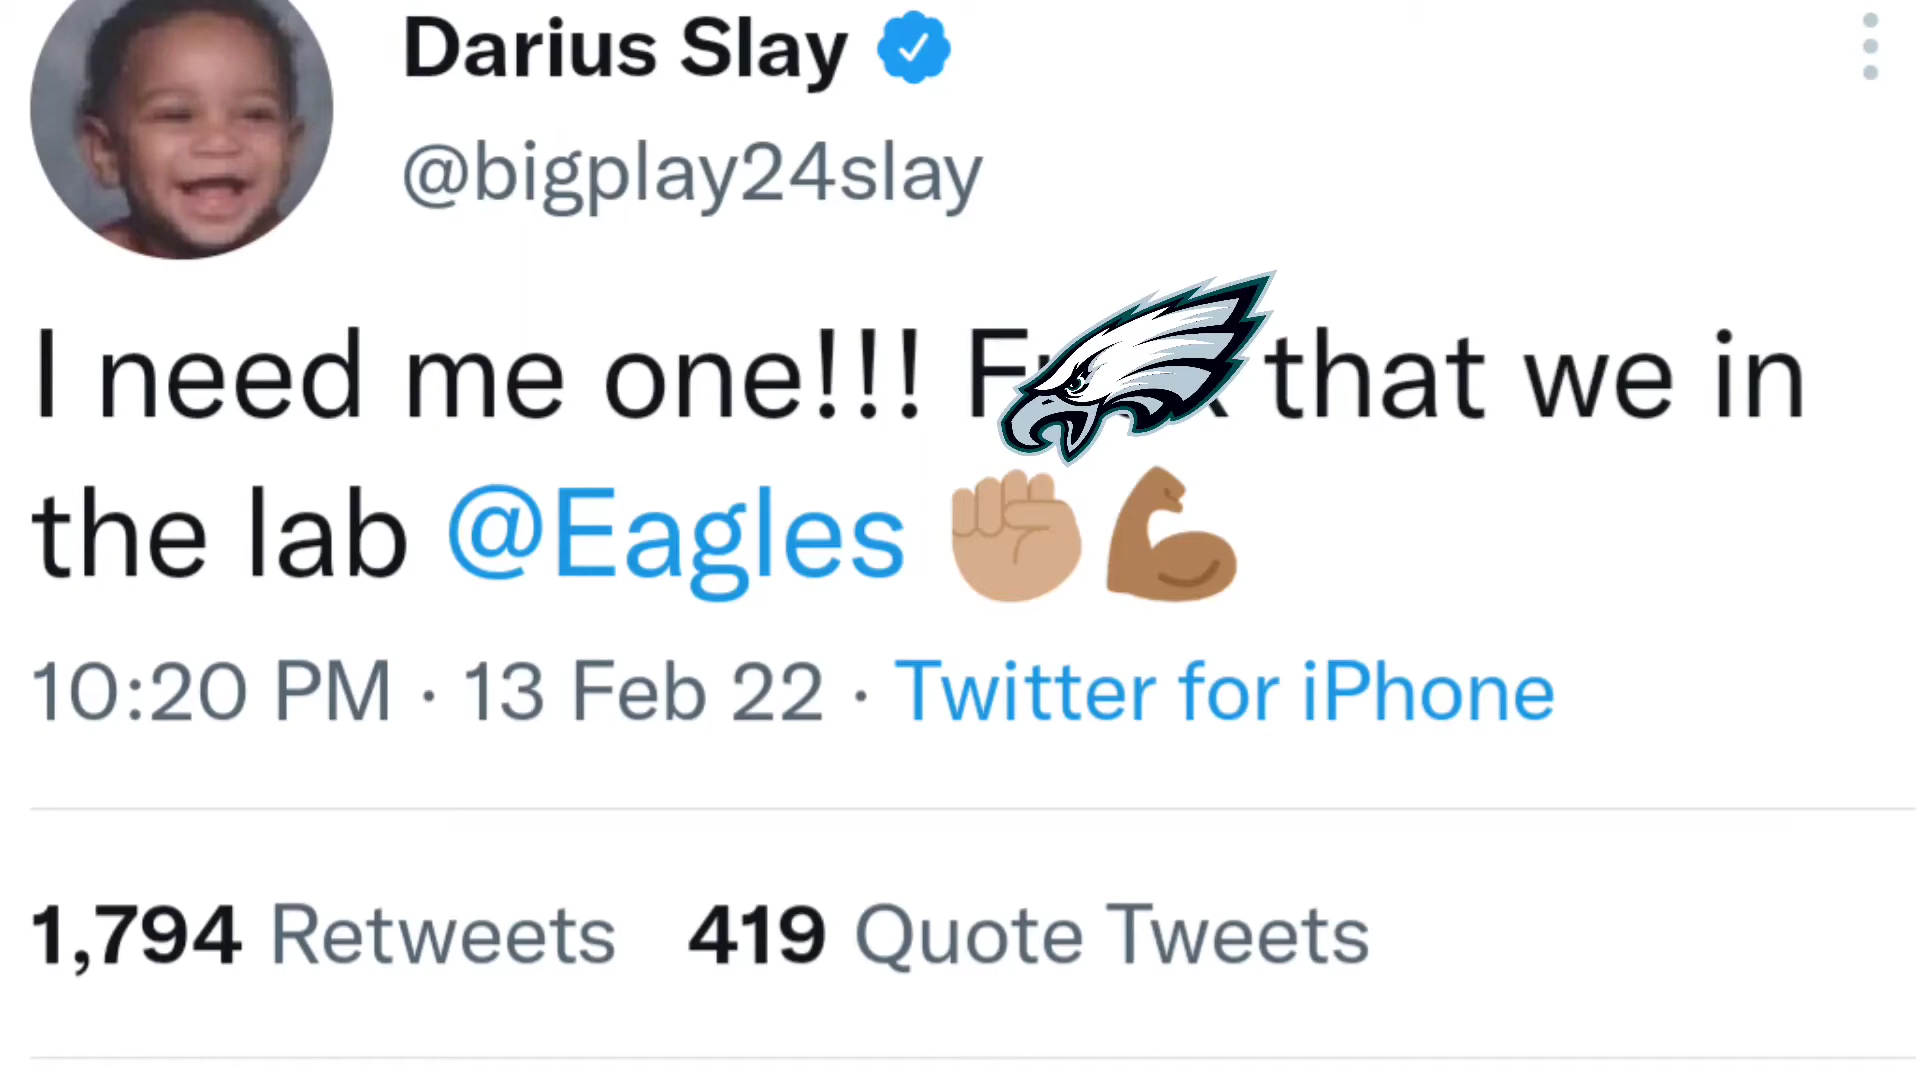 Darius Slay
@bigplay24slay
I need me one!!! that we in
the lab @Eagles ✊🏽💪🏾
10:20 PM · 13 Feb 22 · Twitter for iPhone
1,794 Retweets 419 Quote Tweets